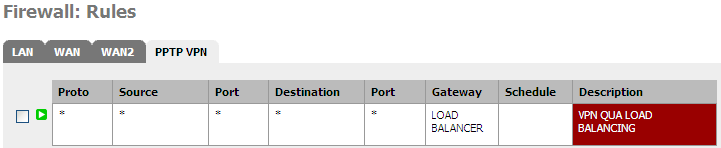 Firewall: Rules
LAN WAN WAN2 PPTP VPN
Proto Source Port Destination Port Gateway Schedule Description
* * * * * LOAD BALANCER VPN QUA LOAD BALANCING